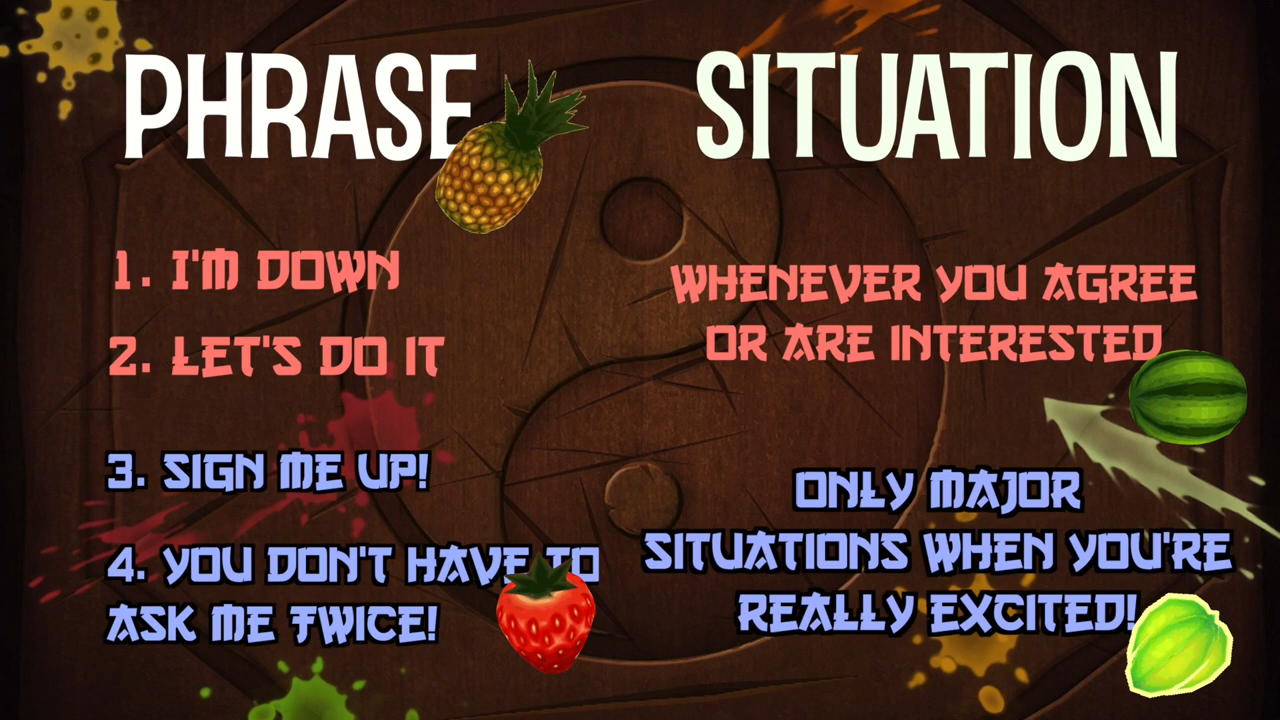 PHRASE
SITUATION
1. I'M DOWN
2. LET'S DO IT
WHENEVER YOU AGREE
OR ARE INTERESTED
3. SIGN ME UP!
4. YOU DON'T HAVE TO
ASK ME TWICE!
ONLY MAJOR
SITUATIONS WHEN YOU'RE
REALLY EXCITED!